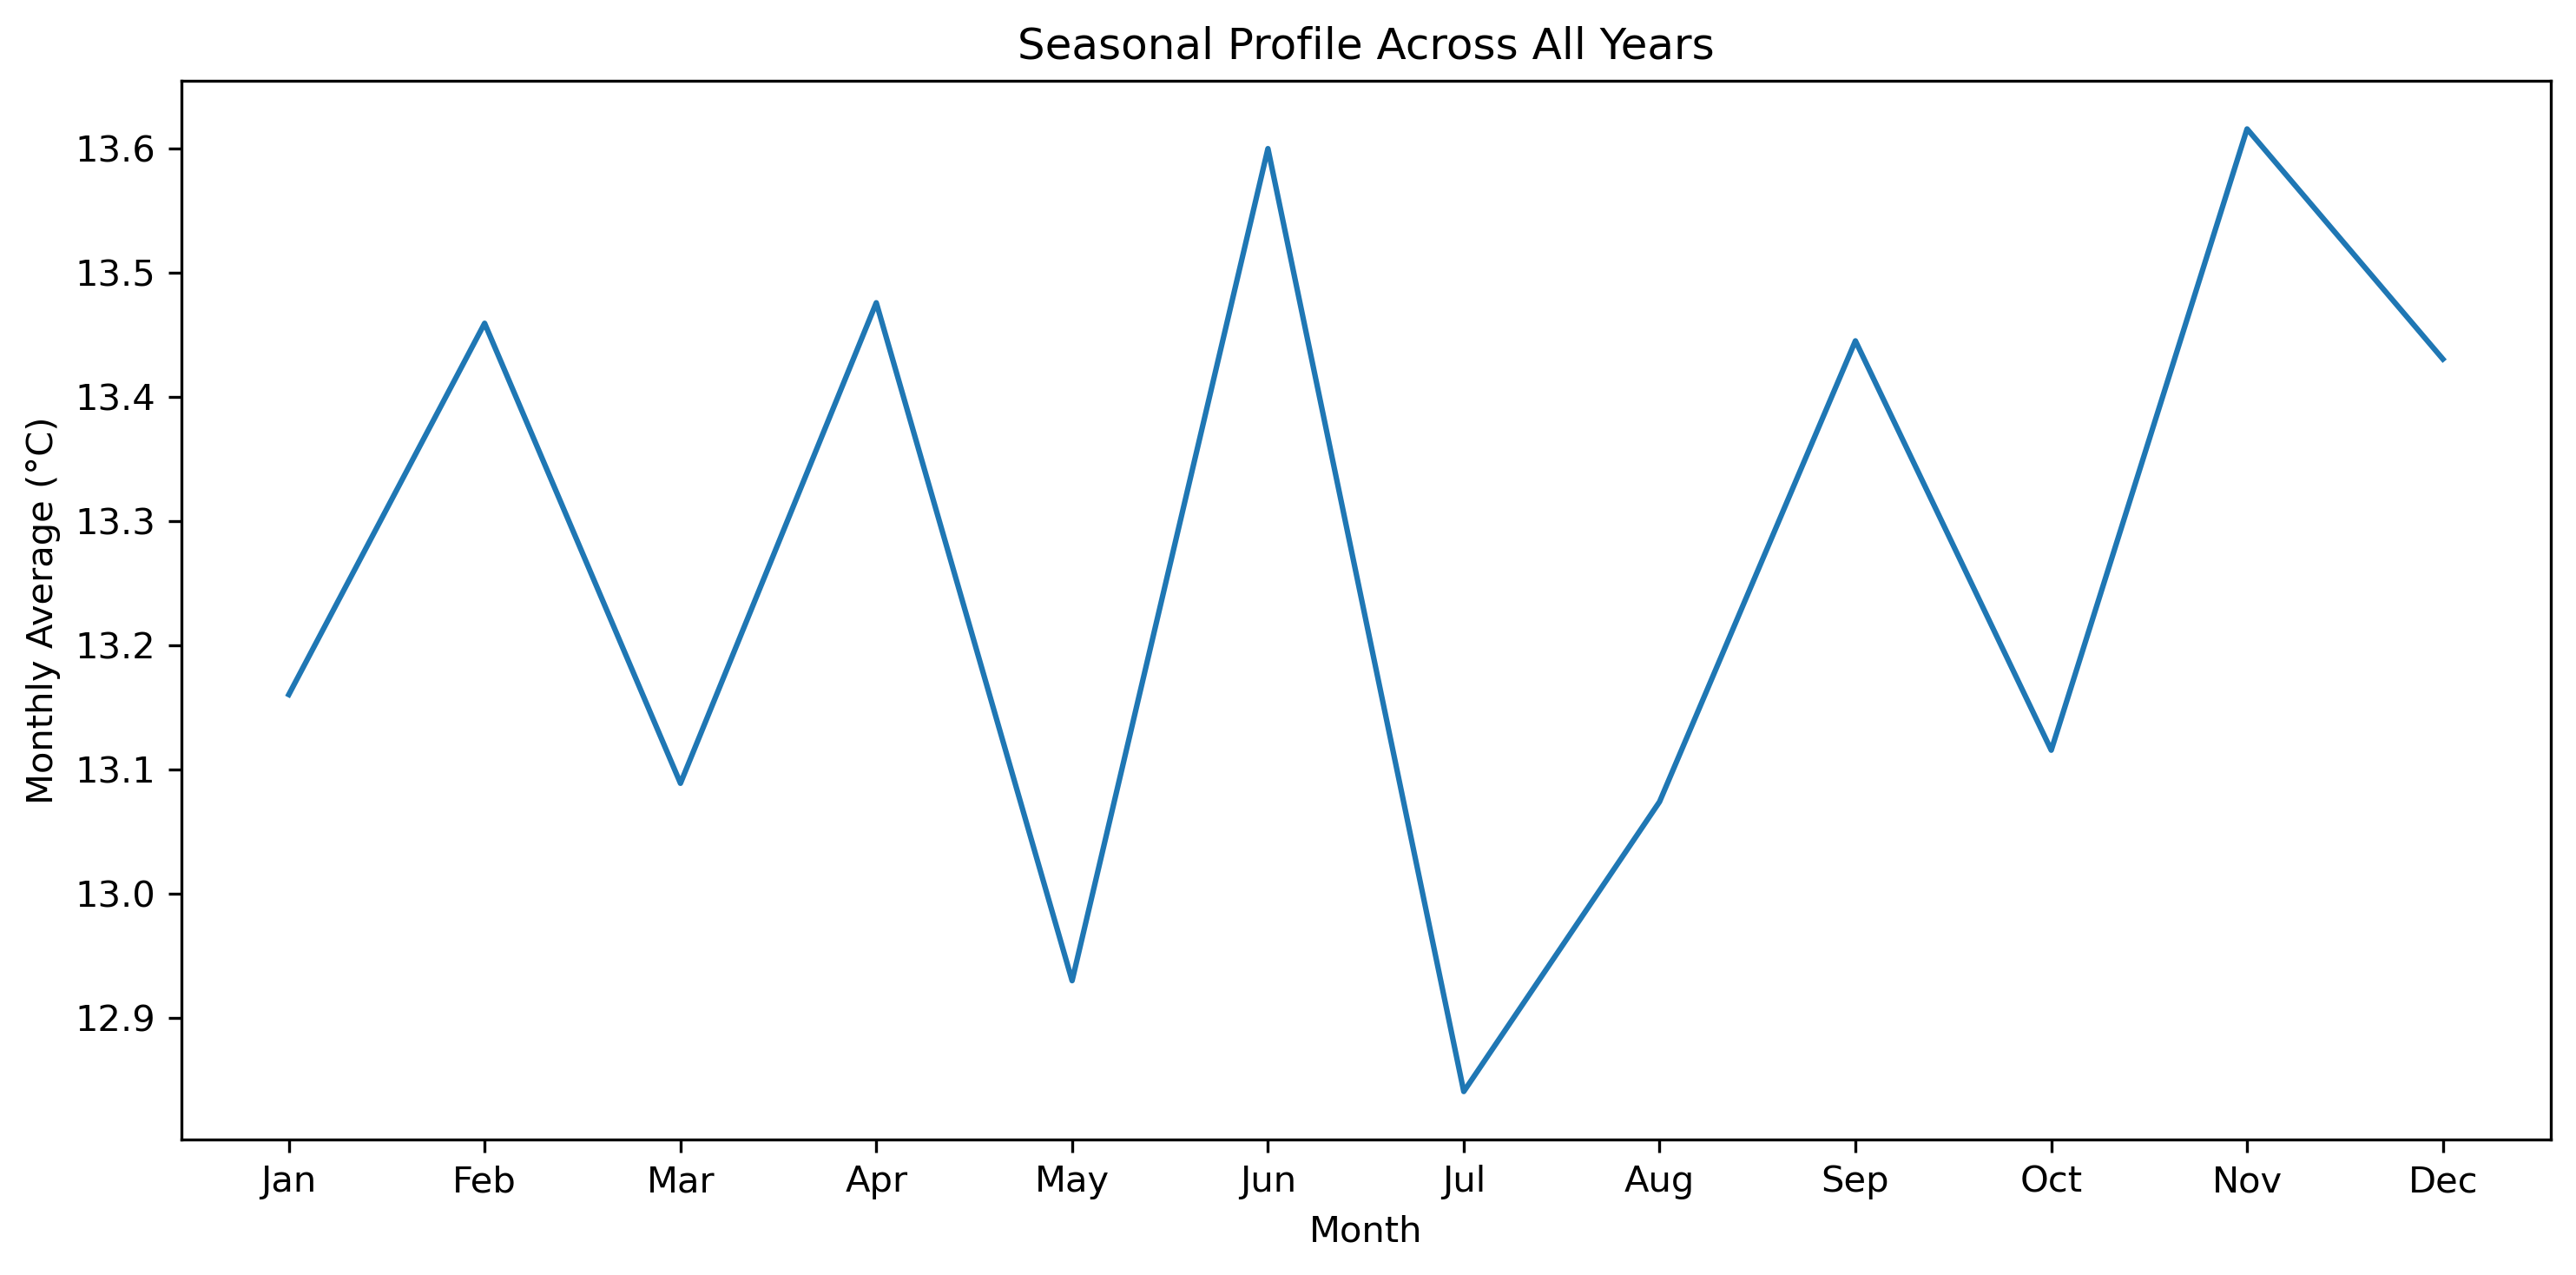 Seasonal Profile Across All Years
Monthly Average (°C)
13.6
13.5
13.4
13.3
13.2
13.1
13.0
12.9
Jan Feb Mar Apr May Jun Jul Aug Sep Oct Nov Dec
Month